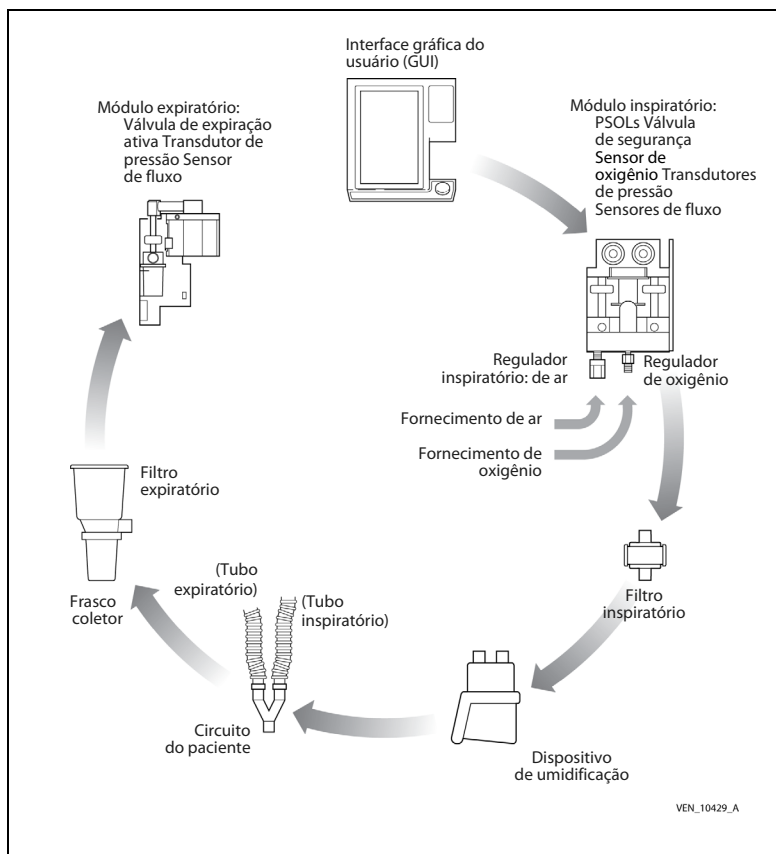 Interface gráfica do
usuário (GUI)
Módulo expiratório:
Válvula de expiração
ativa Transdutor de
pressão Sensor
de fluxo
Módulo inspiratório:
PSOLs Válvula
de segurança
Sensor de
oxigênio Transdutores
de pressão
Sensores de fluxo
Regulador
inspiratório: de ar
Regulador
de oxigênio
Fornecimento de ar
Fornecimento de
oxigênio
Filtro
expiratório
Frasco
coletor
(Tubo
expiratório)
(Tubo
inspiratório)
Filtro
inspiratório
Circuito
do paciente
Dispositivo
de umidificação
VEN_10429_A